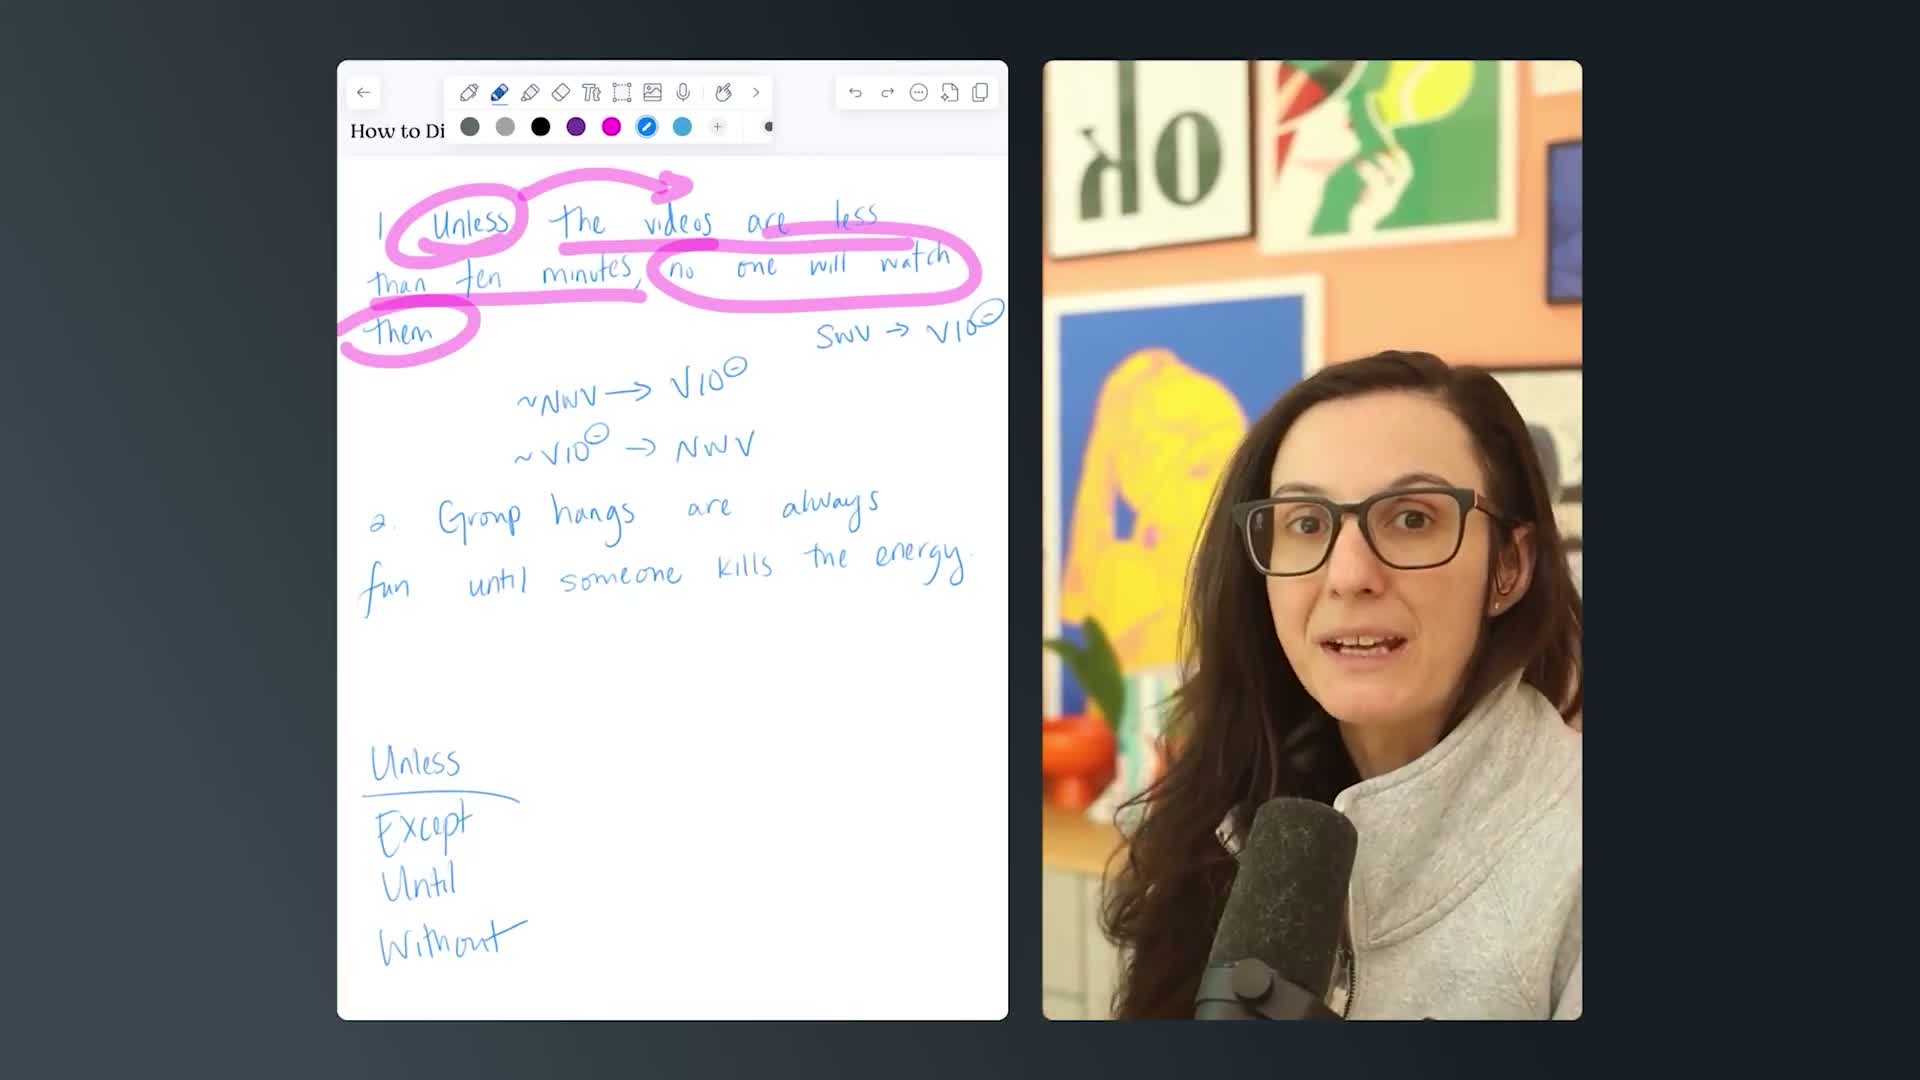 How to Di
1 Unless the videos are less
than ten minutes, no one will watch
them
SWV → V10⁻
~NWV → V10⁻
~V10⁻ → NWV
2. Group hangs are always
fun until someone kills the energy.
Unless
Except
Until
Without
ok